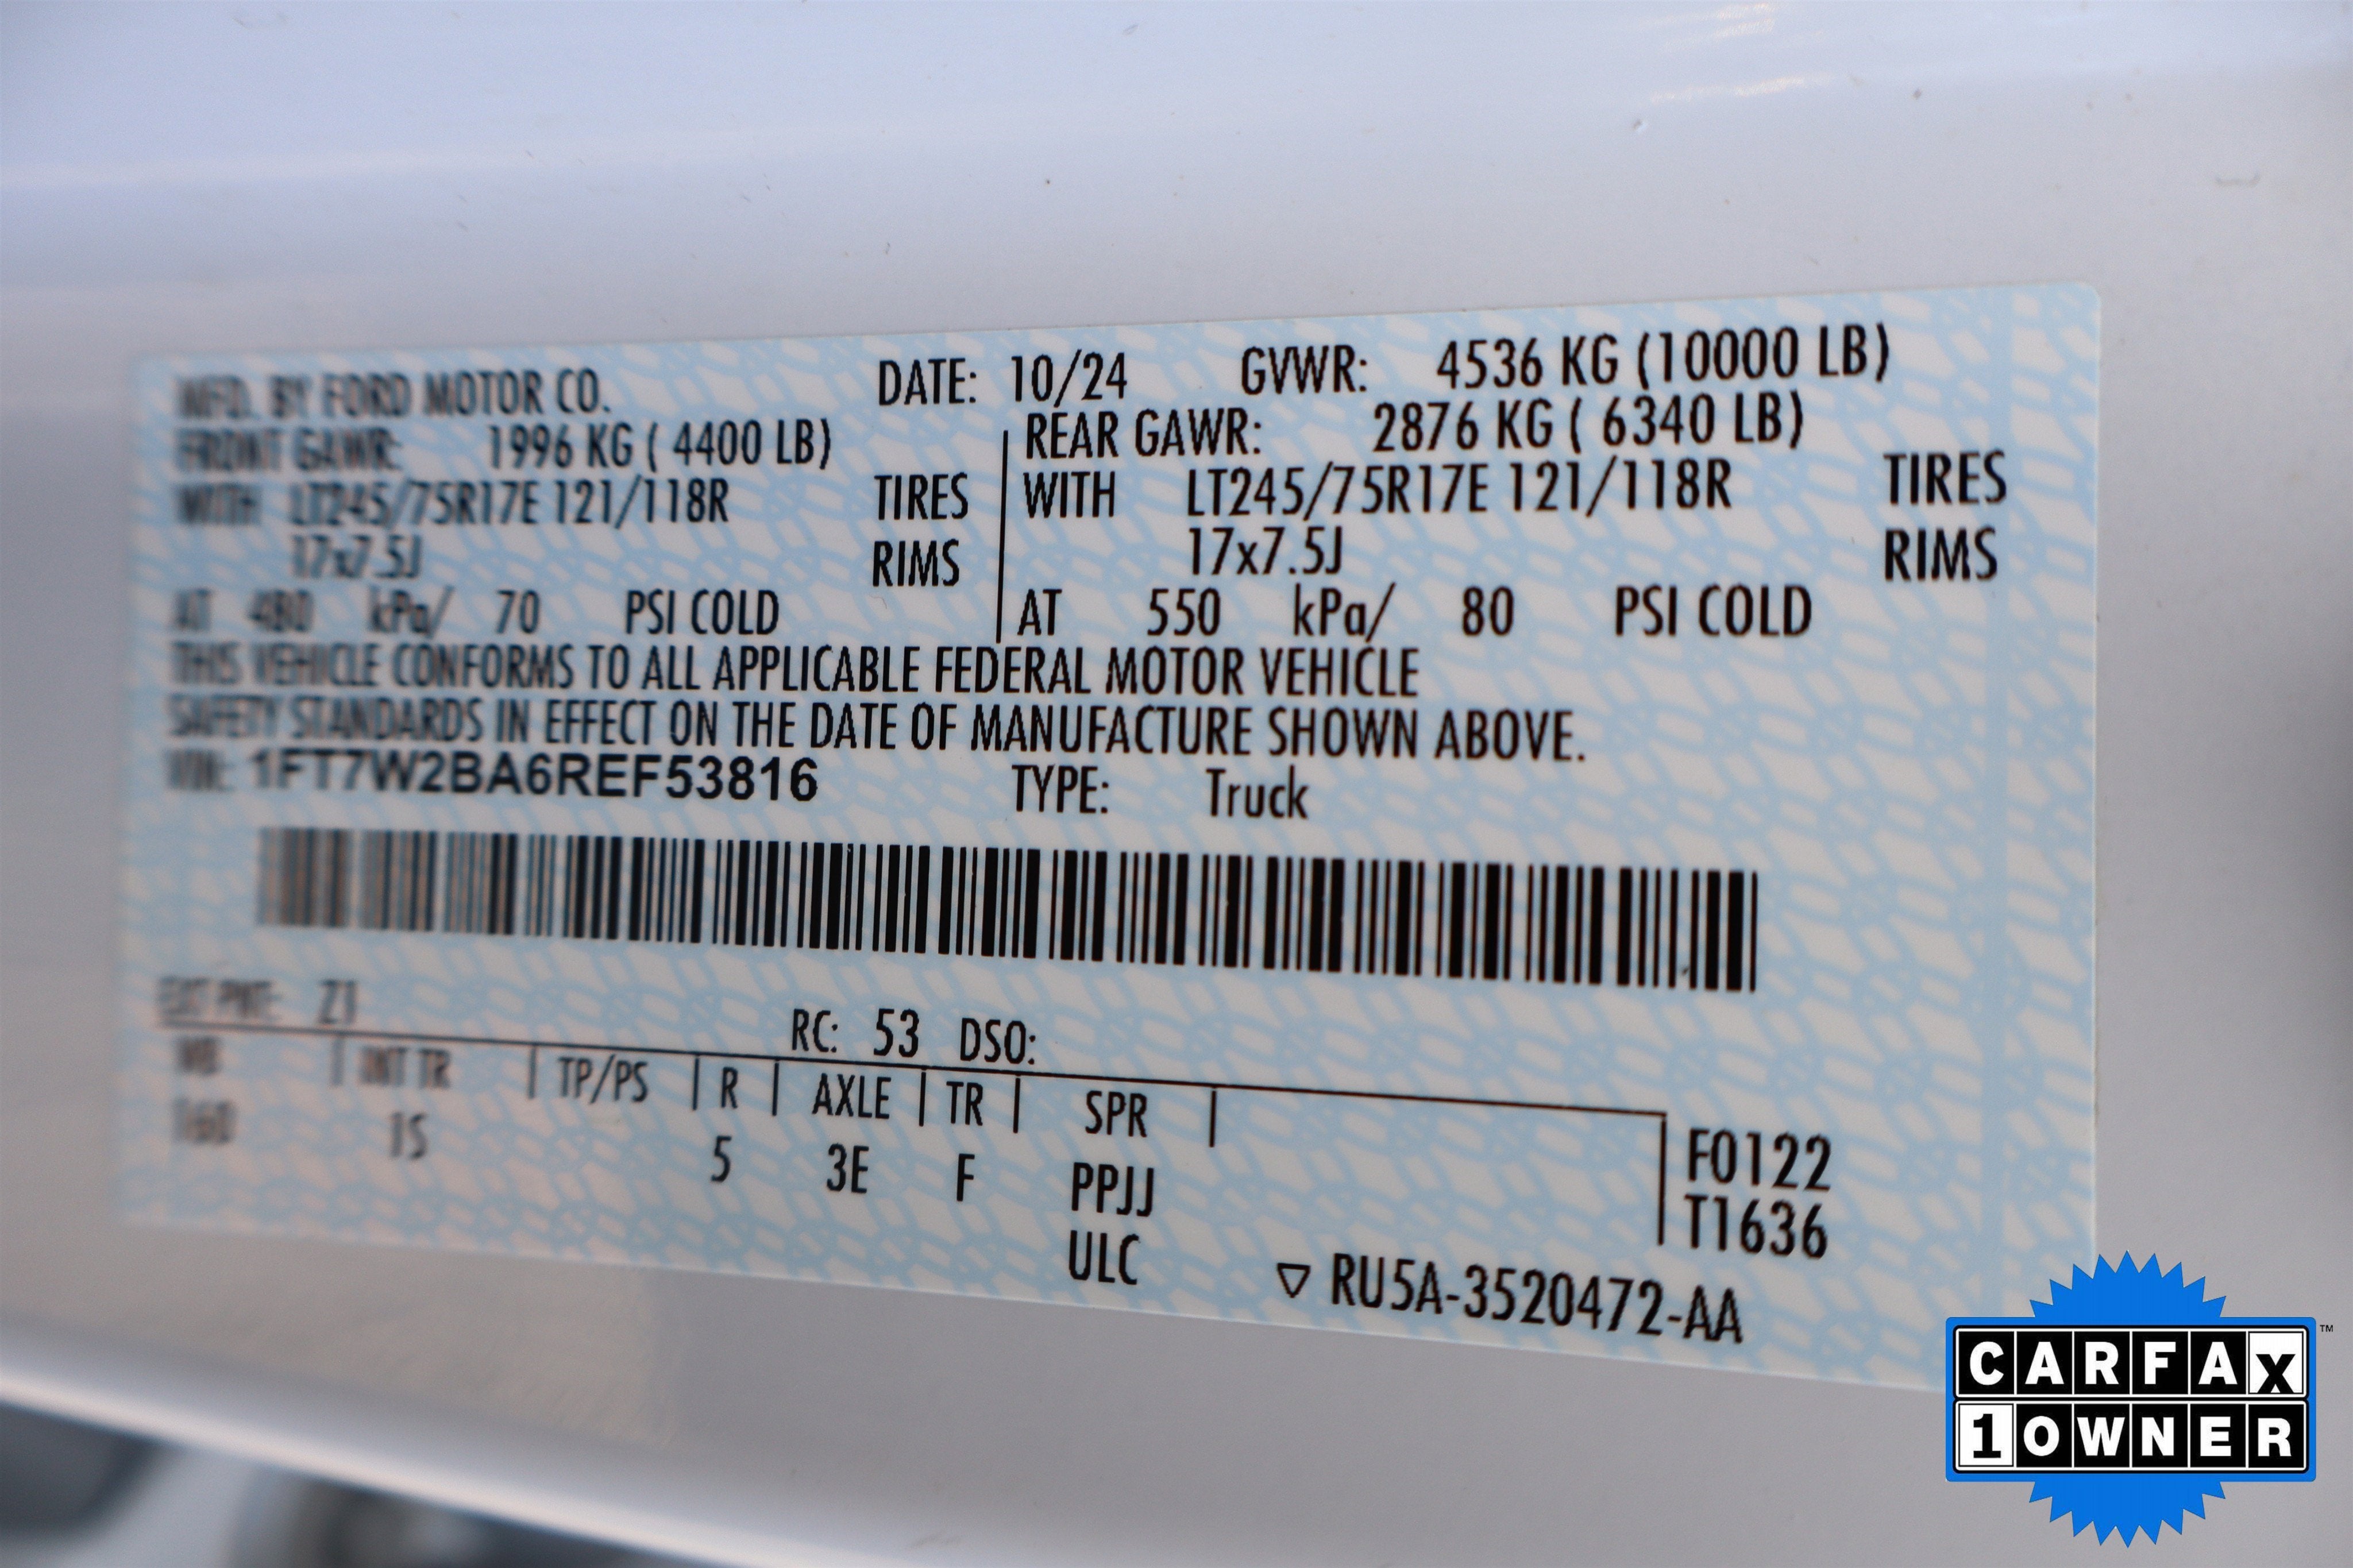 MFD. BY FORD MOTOR CO. DATE: 10/24 GVWR: 4536 KG (10000 LB)
FRONT GAWR: 1996 KG ( 4400 LB) REAR GAWR: 2876 KG ( 6340 LB)
WITH LT245/75R17E 121/118R TIRES WITH LT245/75R17E 121/118R TIRES
17x7.5J RIMS 17x7.5J RIMS
AT 480 kPa/ 70 PSI COLD AT 550 kPa/ 80 PSI COLD
THIS VEHICLE CONFORMS TO ALL APPLICABLE FEDERAL MOTOR VEHICLE
SAFETY STANDARDS IN EFFECT ON THE DATE OF MANUFACTURE SHOWN ABOVE.
VIN: 1FT7W2BA6REF53816 TYPE: Truck
EXT PNT: Z1 RC: 53 DSO:
WB INT TR TP/PS R AXLE TR SPR
160 1S 5 3E F PPJJ
ULC
F0122
T1636
▽ RU5A-3520472-AA
CARFAX ™
1 OWNER